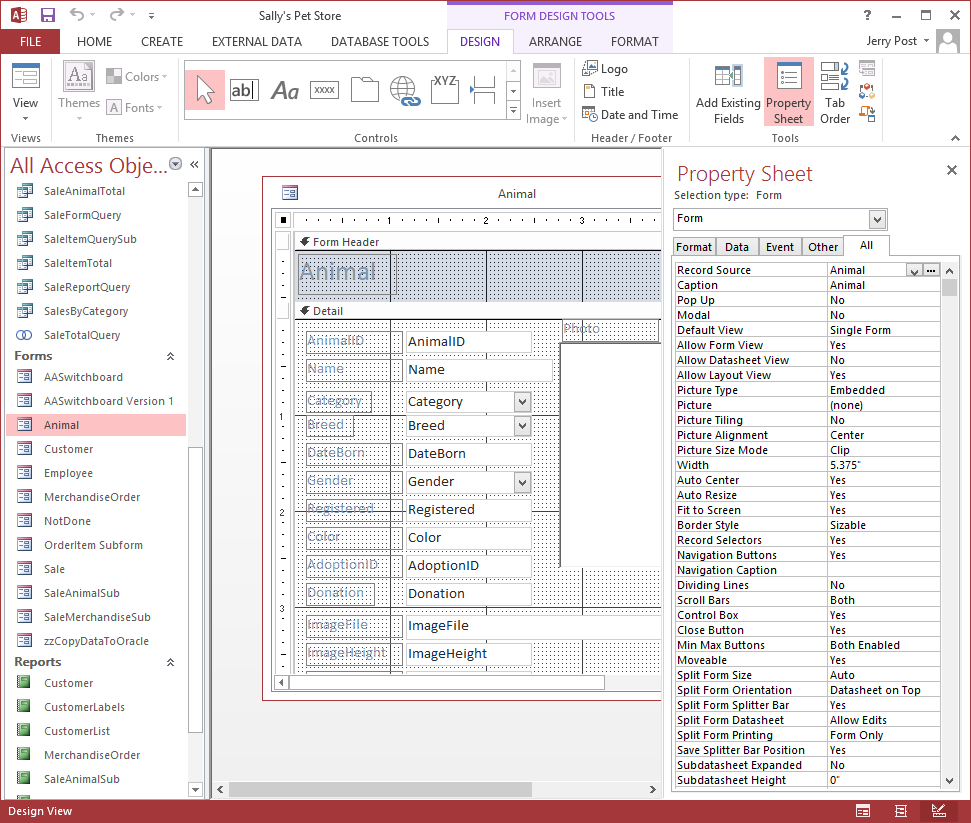 Sally's Pet Store
FORM DESIGN TOOLS
?
FILE
HOME
CREATE
EXTERNAL DATA
DATABASE TOOLS
DESIGN
ARRANGE
FORMAT
Jerry Post
View
Themes
Colors
Fonts
Aa
A
ab|
Aa
xxxx
XYZ
Insert
Image
Logo
Title
Date and Time
Add Existing
Fields
Property
Sheet
Tab
Order
Views
Themes
Controls
Header / Footer
Tools
All Access Obje...
SaleAnimalTotal
SaleFormQuery
SaleItemQuerySub
SaleItemTotal
SaleReportQuery
SalesByCategory
SaleTotalQuery
Forms
AASwitchboard
AASwitchboard Version 1
Animal
Customer
Employee
MerchandiseOrder
NotDone
OrderItem Subform
Sale
SaleAnimalSub
SaleMerchandiseSub
zzCopyDataToOracle
Reports
Customer
CustomerLabels
CustomerList
MerchandiseOrder
SaleAnimalSub
Animal
1 2 3
Form Header
Animal
Detail
Photo
AnimalID AnimalID
Name Name
Category Category
1
Breed Breed
DateBorn DateBorn
Gender Gender
2
Registered Registered
Color Color
AdoptionID AdoptionID
Donation Donation
3
ImageFile ImageFile
ImageHeight ImageHeight
Property Sheet
Selection type: Form
Form
Format
Data
Event
Other
All
Record Source Animal
Caption Animal
Pop Up No
Modal No
Default View Single Form
Allow Form View Yes
Allow Datasheet View No
Allow Layout View Yes
Picture Type Embedded
Picture (none)
Picture Tiling No
Picture Alignment Center
Picture Size Mode Clip
Width 5.375"
Auto Center Yes
Auto Resize Yes
Fit to Screen Yes
Border Style Sizable
Record Selectors Yes
Navigation Buttons Yes
Navigation Caption
Dividing Lines No
Scroll Bars Both
Control Box Yes
Close Button Yes
Min Max Buttons Both Enabled
Moveable Yes
Split Form Size Auto
Split Form Orientation Datasheet on Top
Split Form Splitter Bar Yes
Split Form Datasheet Allow Edits
Split Form Printing Form Only
Save Splitter Bar Position Yes
Subdatasheet Expanded No
Subdatasheet Height 0"
Design View